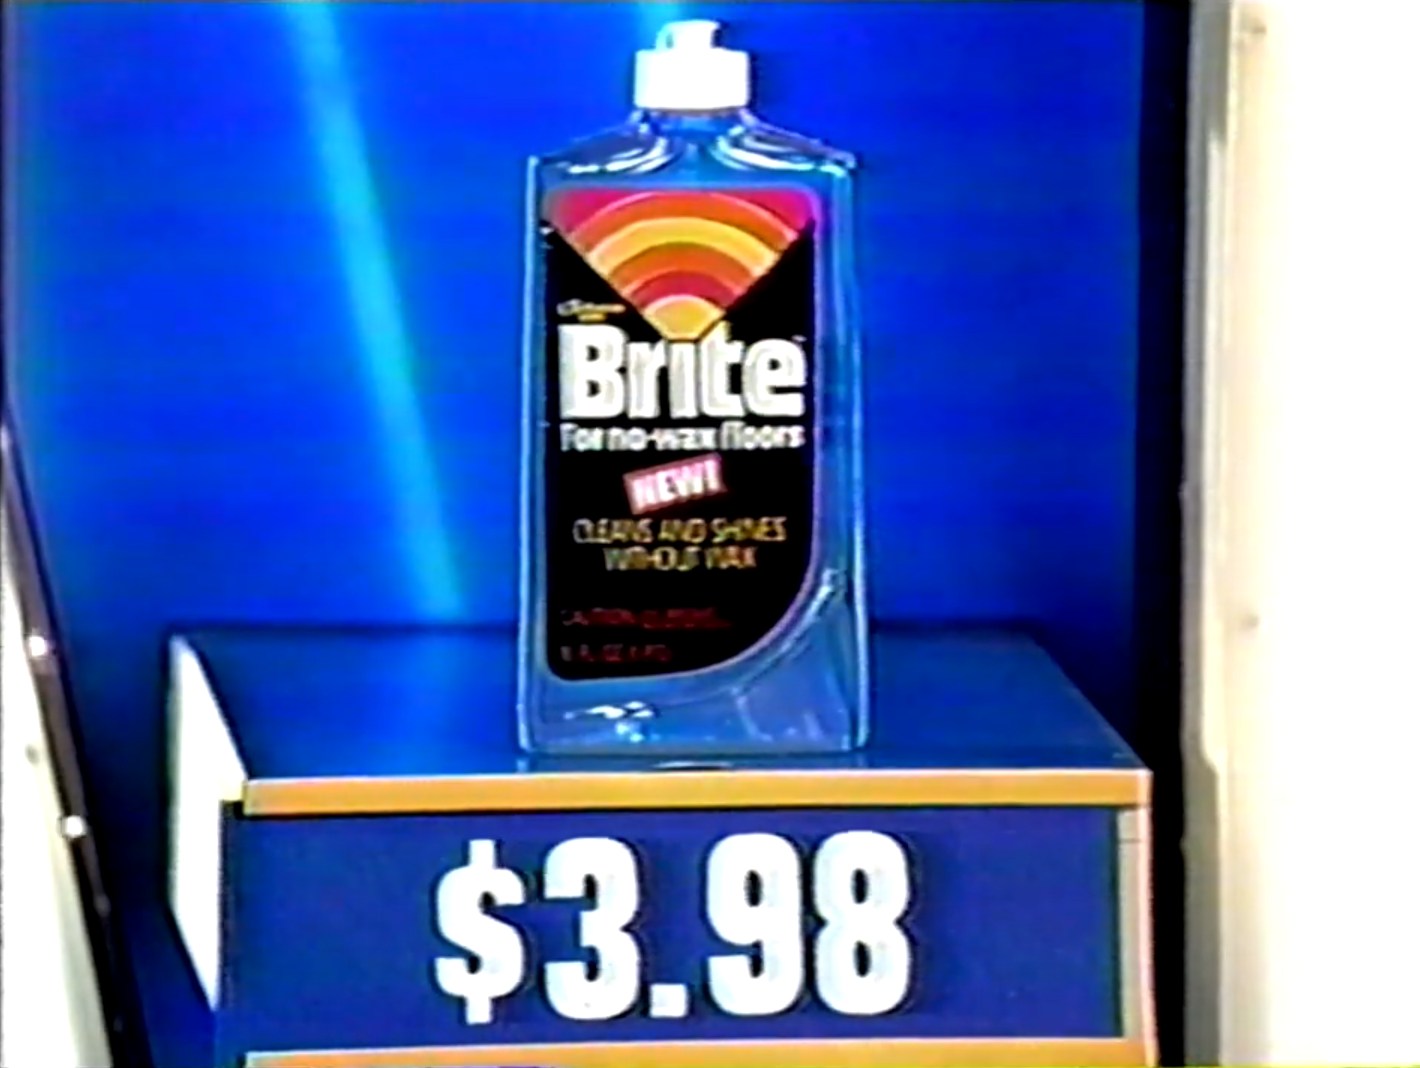 Brite
for no-wax floors
NEW!
CLEANS AND SHINES
WITHOUT WAX
$3.98